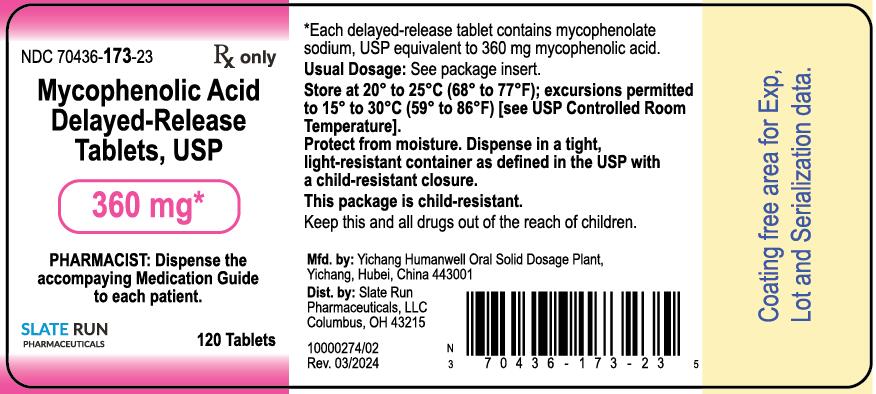 NDC 70436-173-23
Rx only
Mycophenolic Acid
Delayed-Release
Tablets, USP
360 mg*
PHARMACIST: Dispense the
accompaying Medication Guide
to each patient.
SLATE RUN
PHARMACEUTICALS
120 Tablets
*Each delayed-release tablet contains mycophenolate
sodium, USP equivalent to 360 mg mycophenolic acid.
Usual Dosage: See package insert.
Store at 20° to 25°C (68° to 77°F); excursions permitted
to 15° to 30°C (59° to 86°F) [see USP Controlled Room
Temperature].
Protect from moisture. Dispense in a tight,
light-resistant container as defined in the USP with
a child-resistant closure.
This package is child-resistant.
Keep this and all drugs out of the reach of children.
Mfd. by: Yichang Humanwell Oral Solid Dosage Plant,
Yichang, Hubei, China 443001
Dist. by: Slate Run
Pharmaceuticals, LLC
Columbus, OH 43215
10000274/02
Rev. 03/2024
N
3 70436-173-23 5
Coating free area for Exp,
Lot and Serialization data.